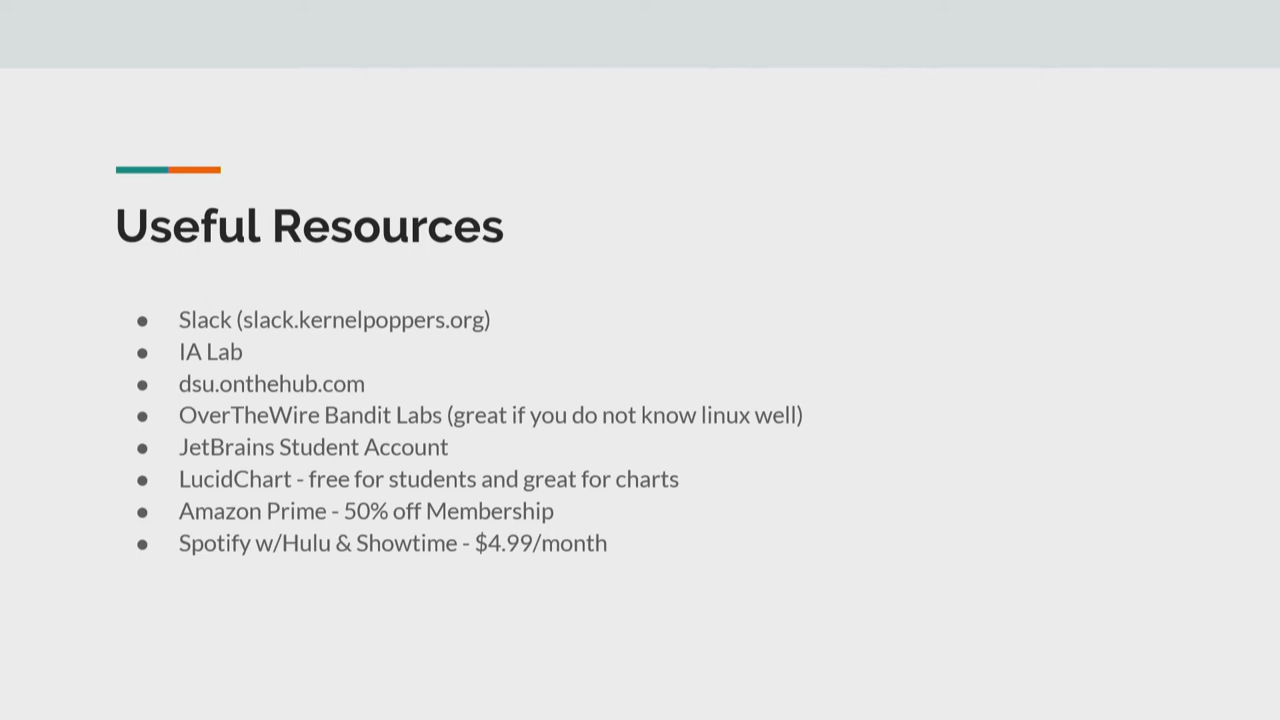 Useful Resources
● Slack (slack.kernelpoppers.org)
● IA Lab
● dsu.onthehub.com
● OverTheWire Bandit Labs (great if you do not know linux well)
● JetBrains Student Account
● LucidChart - free for students and great for charts
● Amazon Prime - 50% off Membership
● Spotify w/Hulu & Showtime - $4.99/month